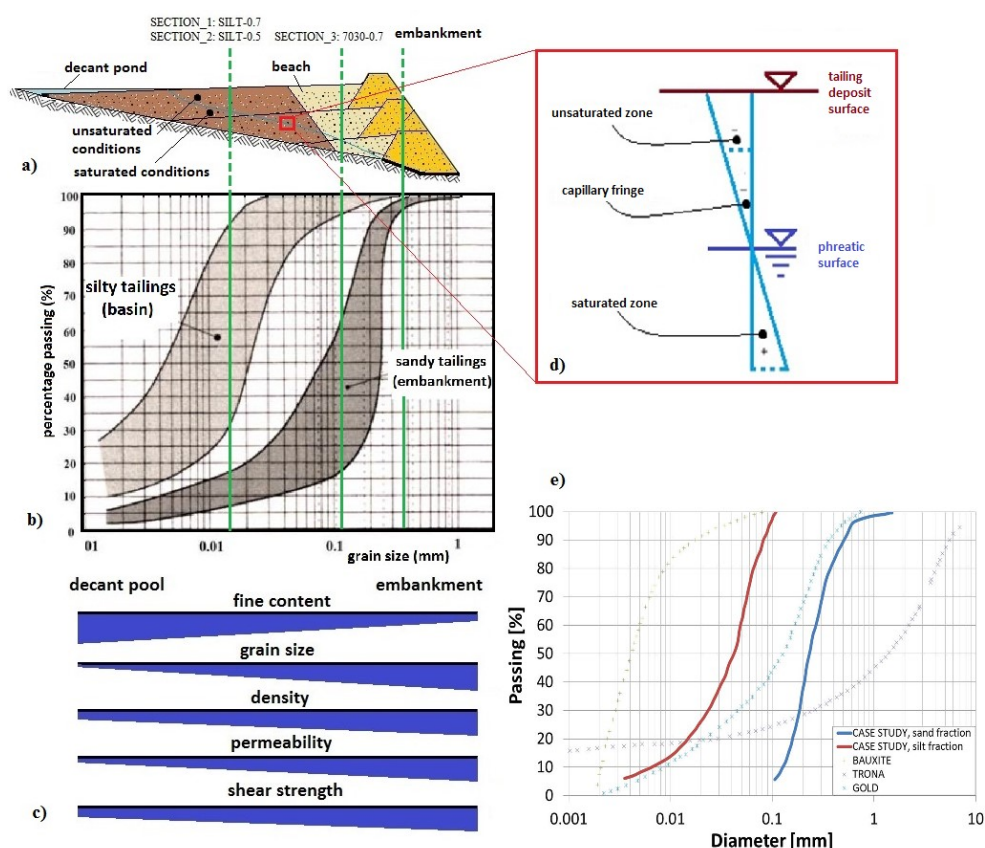 SECTION_1: SILT-0.7
SECTION_2: SILT-0.5
SECTION_3: 7030-0.7
embankment
decant pond
beach
unsaturated
conditions
saturated conditions
a)
tailing
deposit
surface
unsaturated zone
capillary fringe
phreatic
surface
saturated zone
-
-
+
d)
percentage passing (%)
100
90
80
70
60
50
40
30
20
10
0
silty tailings
(basin)
sandy tailings
(embankment)
b)
01
0.01
0.1
1
grain size (mm)
decant pool
embankment
fine content
grain size
density
permeability
shear strength
c)
e)
Passing [%]
100
90
80
70
60
50
40
30
20
10
0
CASE STUDY, sand fraction
CASE STUDY, silt fraction
BAUXITE
TRONA
GOLD
0.001
0.01
0.1
1
10
Diameter [mm]